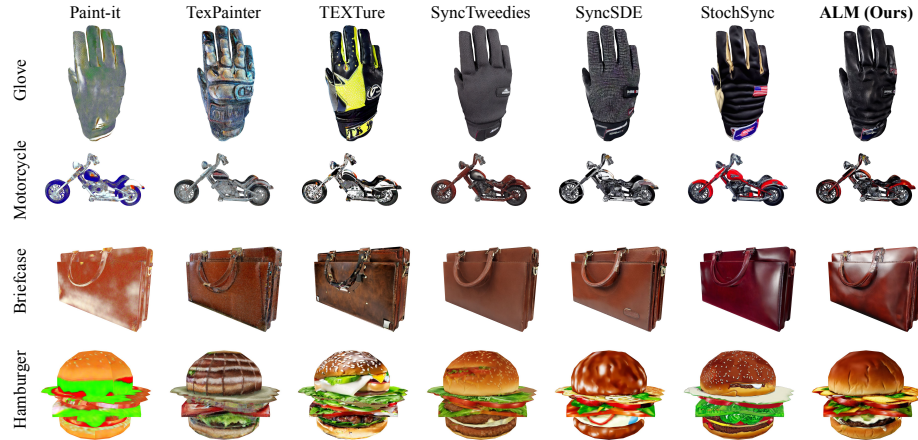 Paint-it TexPainter TEXTure SyncTweedies SyncSDE StochSync ALM (Ours)
Glove
Motorcycle
Briefcase
Hamburger